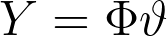 Y = Φϑ